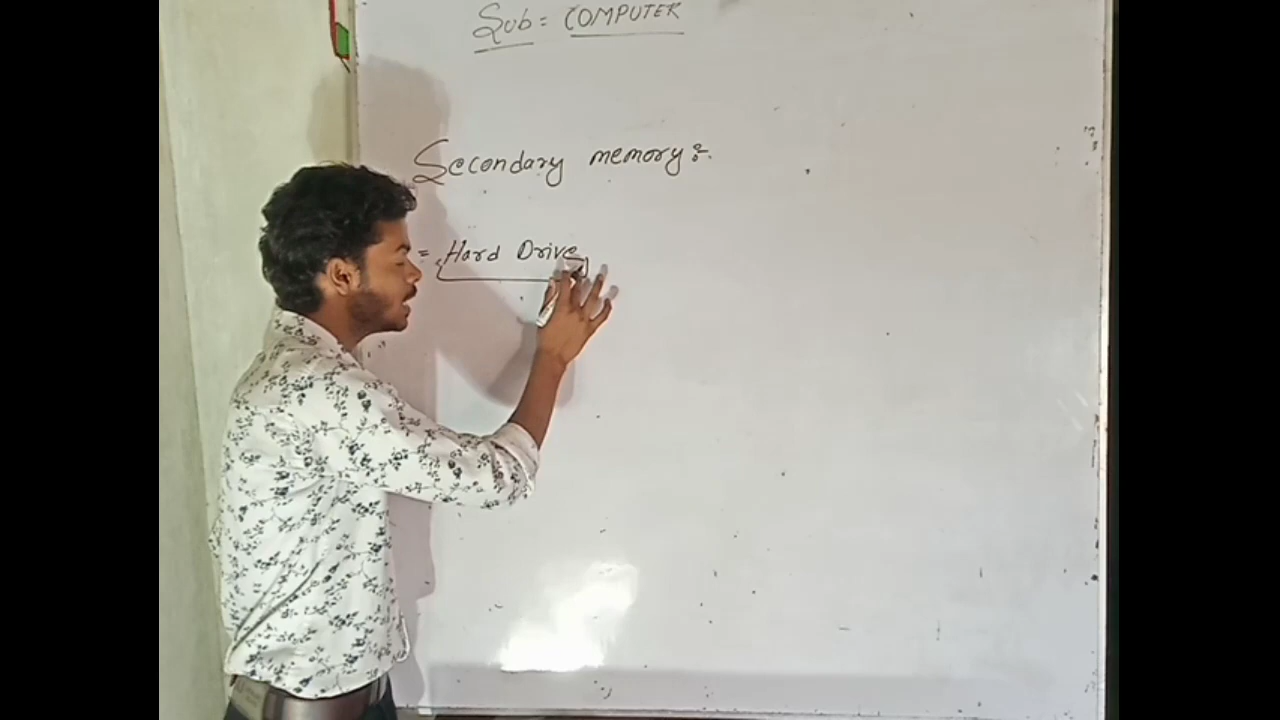 Sub = COMPUTER
Secondary memory :-
= Hard Drive